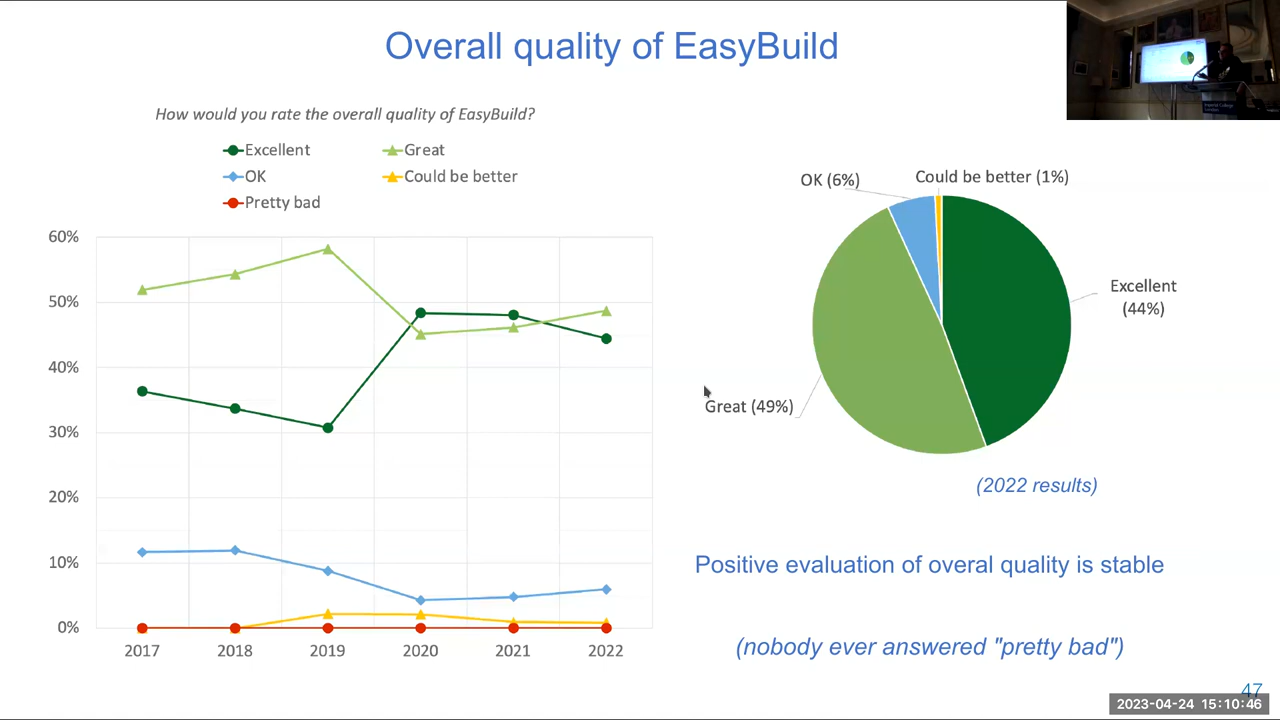 Overall quality of EasyBuild
How would you rate the overall quality of EasyBuild?
Excellent
Great
OK
Could be better
Pretty bad
60%
50%
40%
30%
20%
10%
0%
2017 2018 2019 2020 2021 2022
OK (6%)
Could be better (1%)
Excellent
(44%)
Great (49%)
(2022 results)
Positive evaluation of overal quality is stable
(nobody ever answered "pretty bad")
47
2023-04-24 15:10:46
Imperial College
London